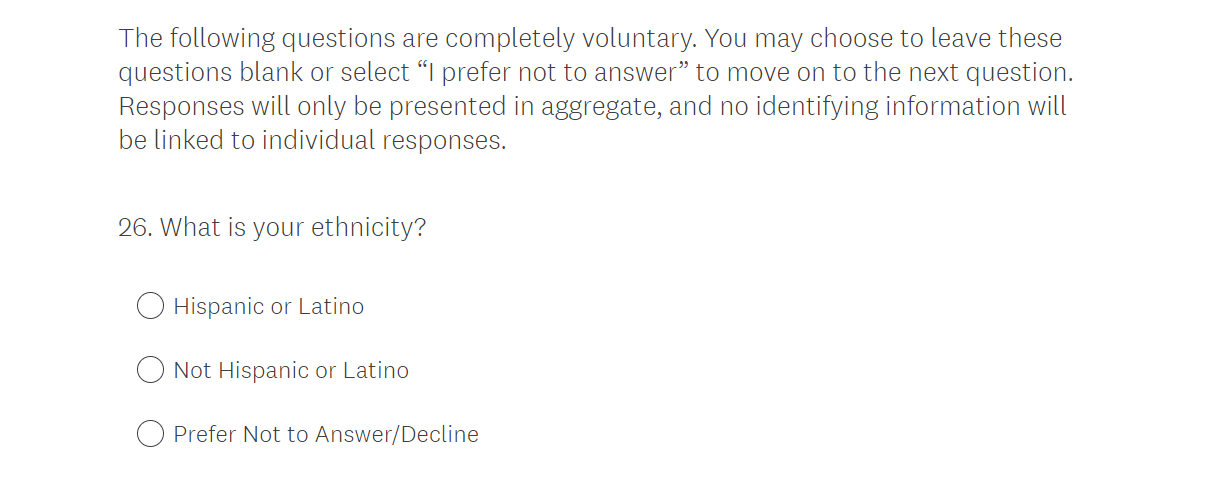 The following questions are completely voluntary. You may choose to leave these
questions blank or select “I prefer not to answer” to move on to the next question.
Responses will only be presented in aggregate, and no identifying information will
be linked to individual responses.
26. What is your ethnicity?
Hispanic or Latino
Not Hispanic or Latino
Prefer Not to Answer/Decline